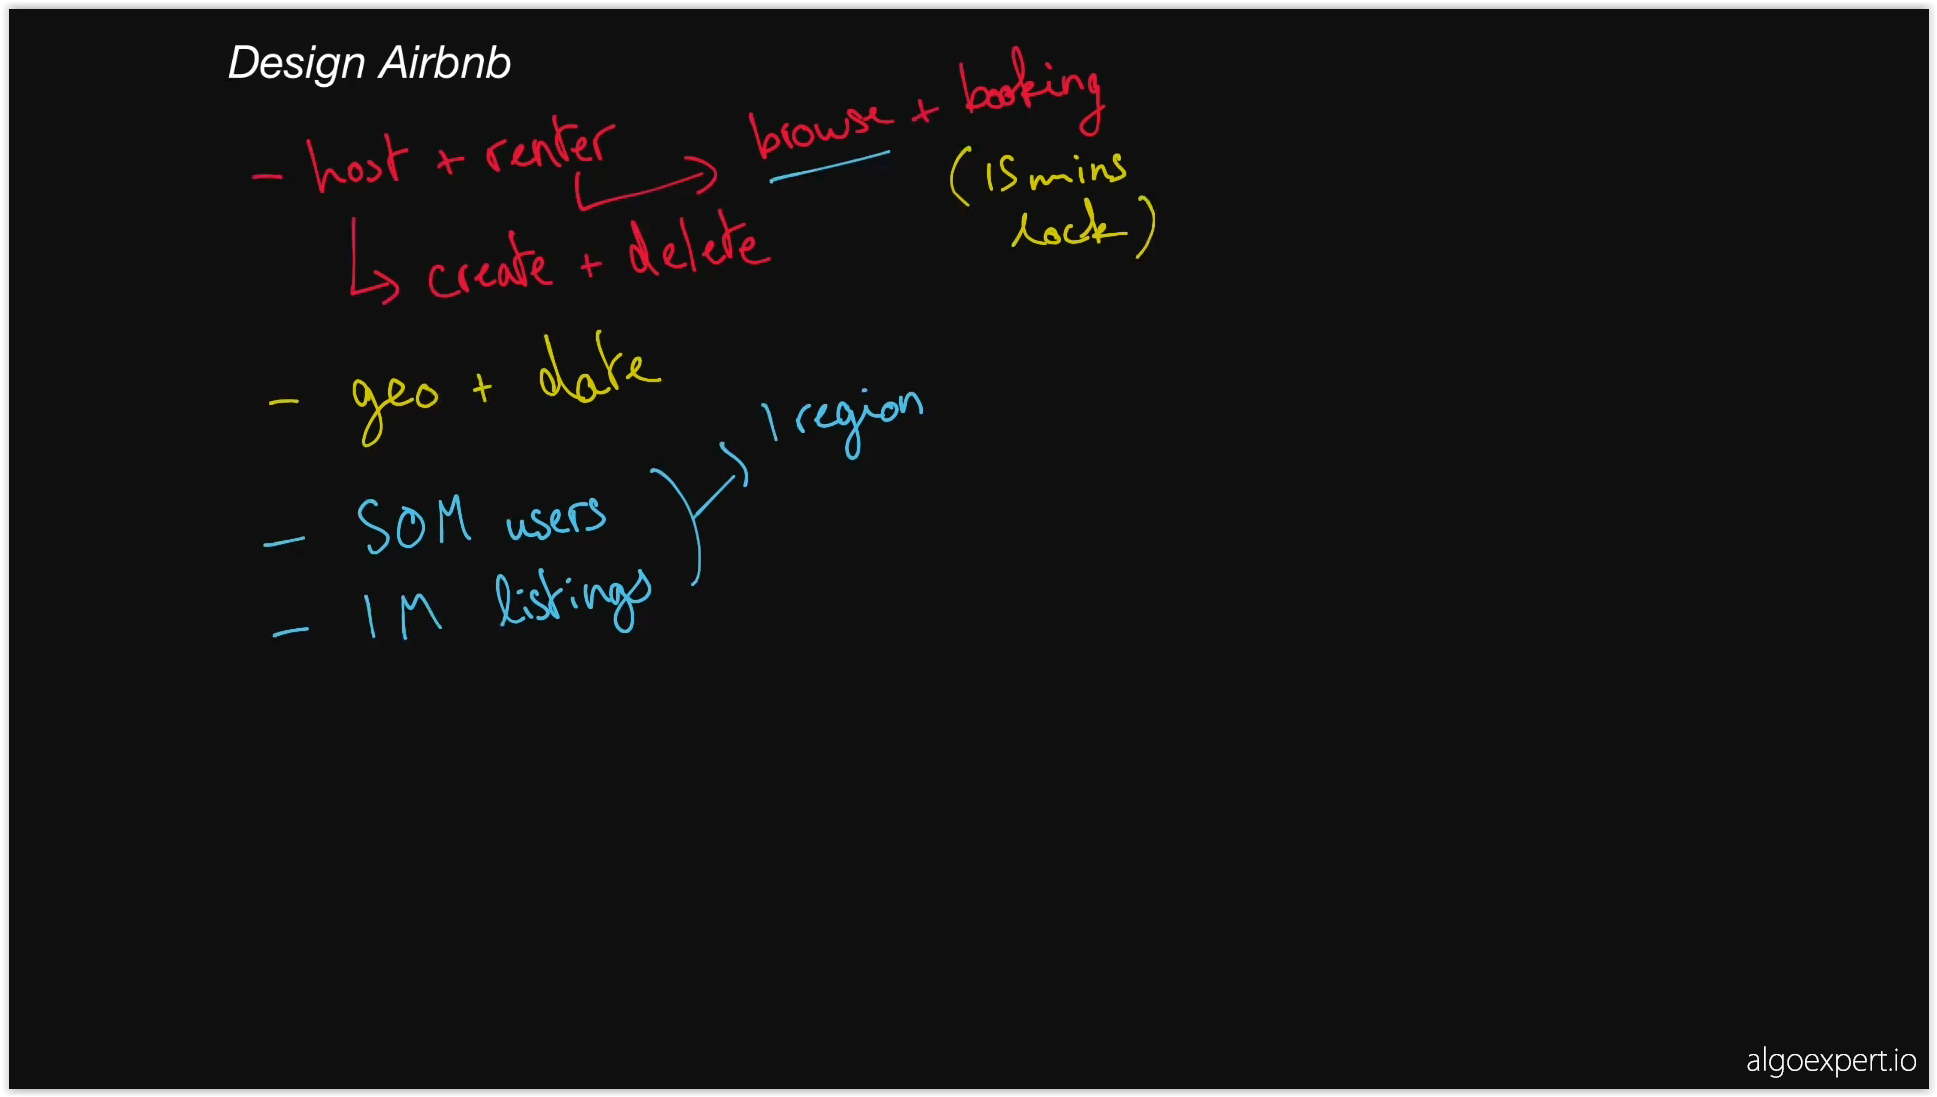 Design Airbnb
- host + renter → browse + booking
(15 mins
lock)
↳ create + delete
- geo + date
1 region
- 50M users
- 1M listings
algoexpert.io